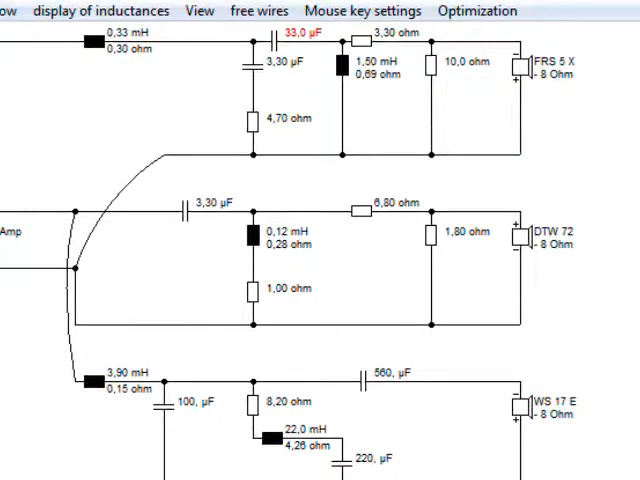 ow display of inductances View free wires Mouse key settings Optimization
0,33 mH
0,30 ohm
33,0 µF
3,30 ohm
3,30 µF
1,50 mH
0,69 ohm
10,0 ohm
FRS 5 X
- 8 Ohm
4,70 ohm
3,30 µF
6,80 ohm
Amp
0,12 mH
0,28 ohm
1,80 ohm
DTW 72
- 8 Ohm
1,00 ohm
3,90 mH
0,15 ohm
560, µF
100, µF
8,20 ohm
WS 17 E
- 8 Ohm
22,0 mH
4,26 ohm
220, µF